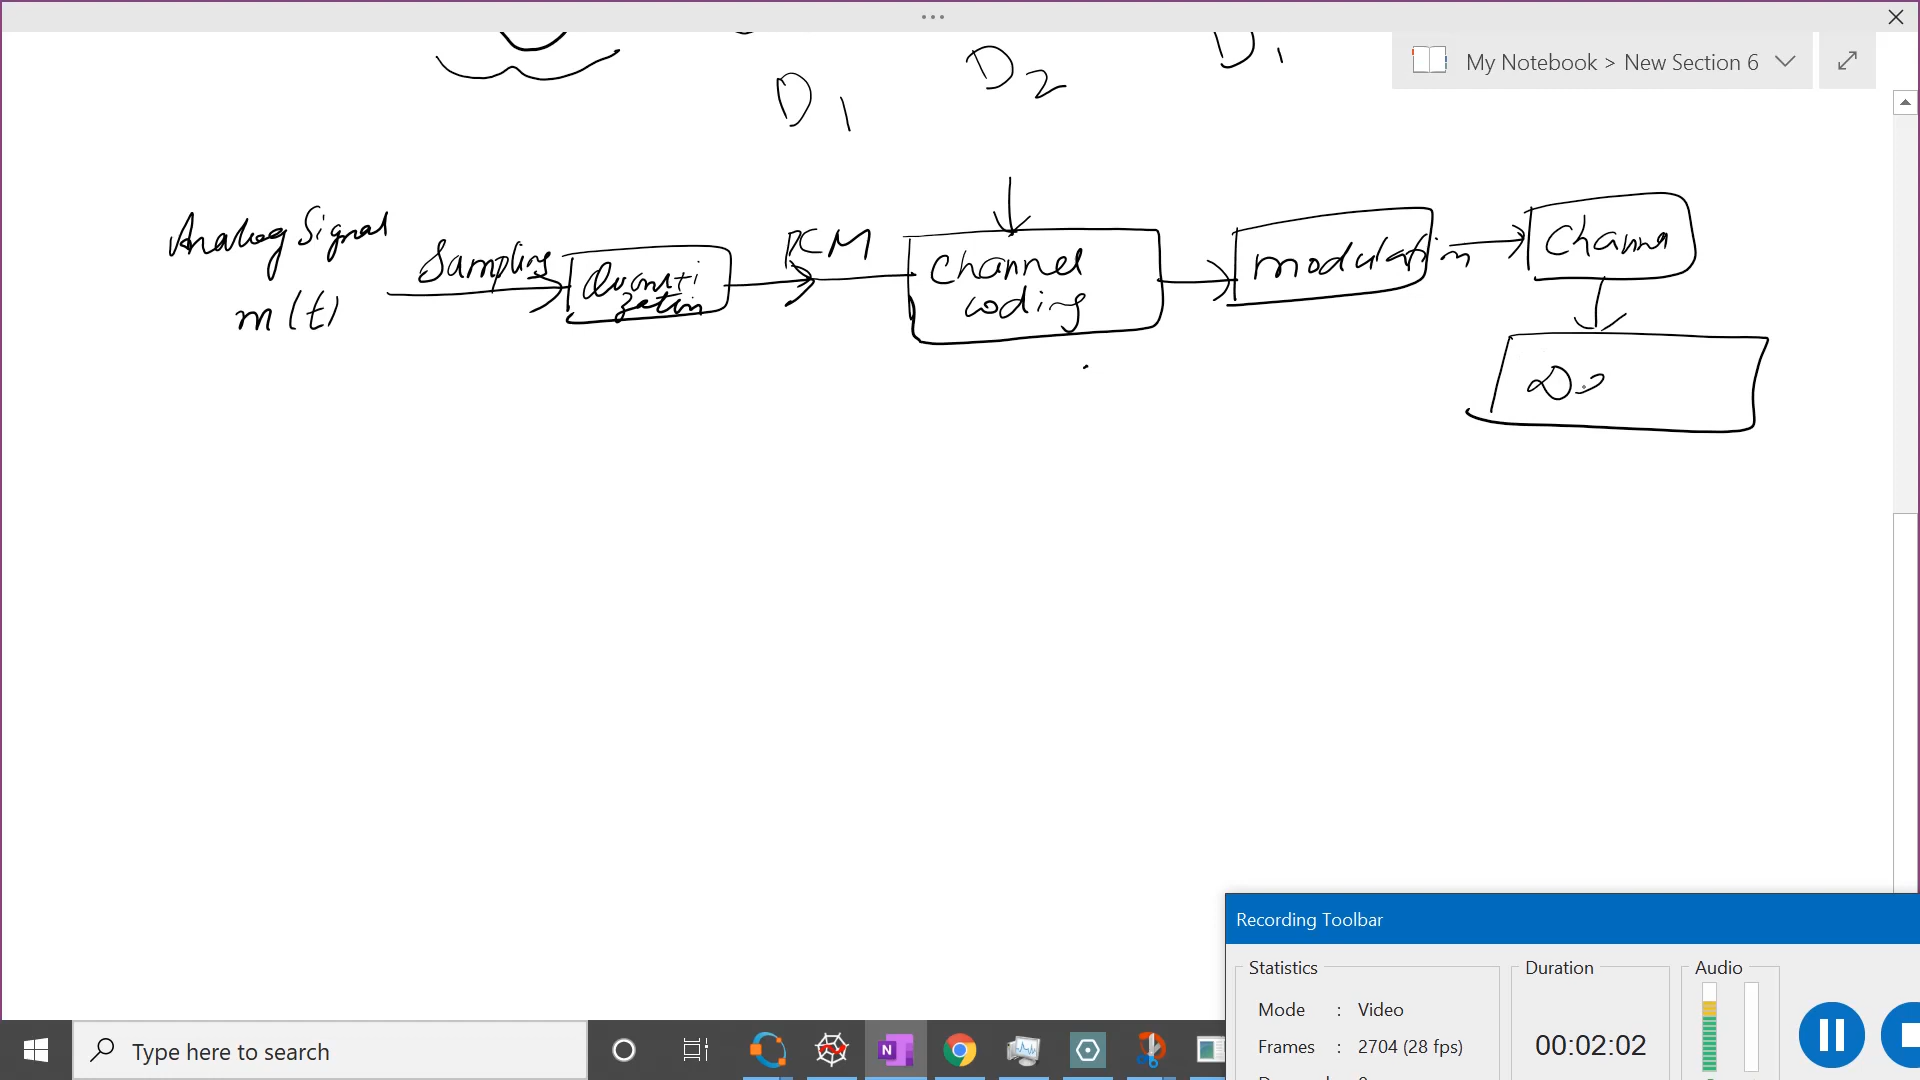 My Notebook > New Section 6
D2
D1
D1
Analog Signal
m(t)
Sampling
Quantization
PCM
Channel
coding
modulation
Chann
Recording Toolbar
Statistics
Duration
Audio
Mode : Video
Frames : 2704 (28 fps)
00:02:02
Type here to search